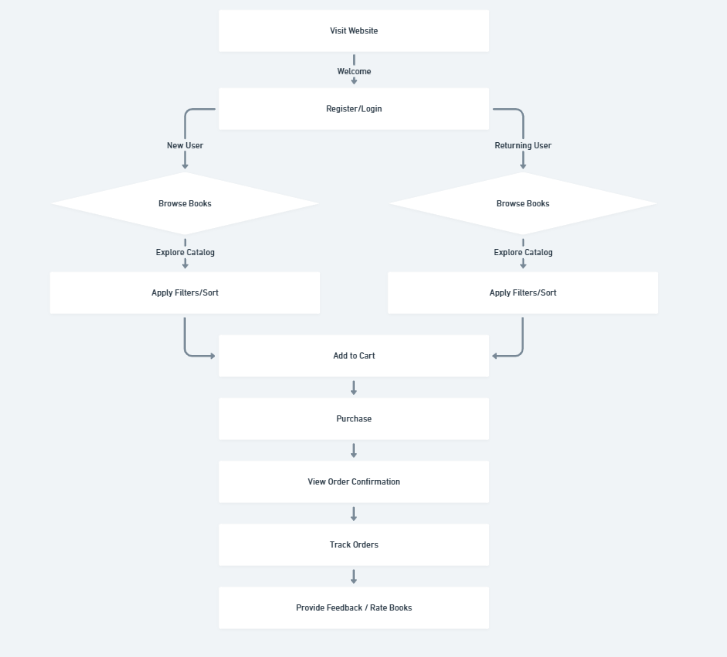 Visit Website
Welcome
Register/Login
New User
Returning User
Browse Books
Browse Books
Explore Catalog
Explore Catalog
Apply Filters/Sort
Apply Filters/Sort
Add to Cart
Purchase
View Order Confirmation
Track Orders
Provide Feedback / Rate Books